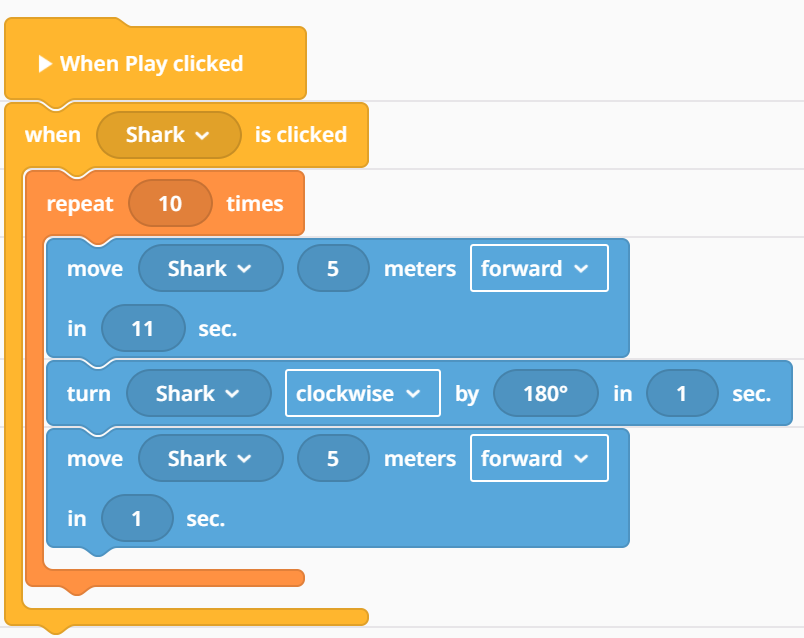 When Play clicked
when Shark is clicked
repeat 10 times
move Shark 5 meters forward
in 11 sec.
turn Shark clockwise by 180° in 1 sec.
move Shark 5 meters forward
in 1 sec.